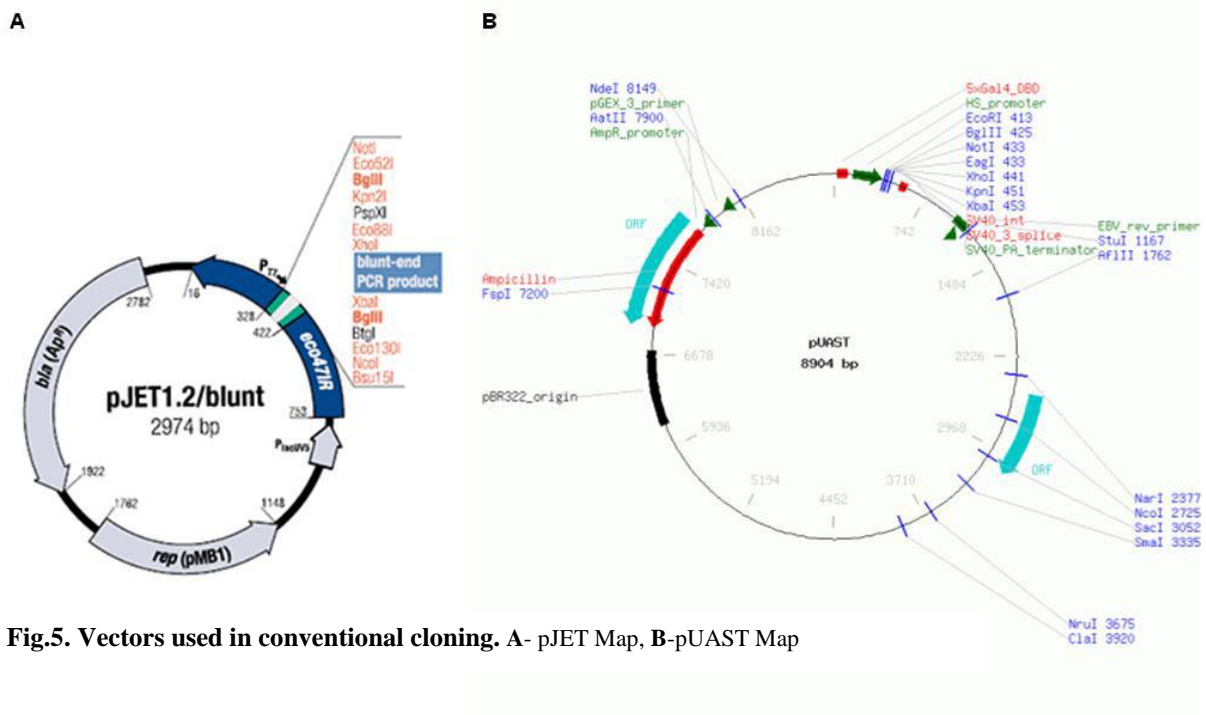 A
NotI
Eco52I
BglII
Kpn2I
PspXI
Eco88I
XhoI
blunt-end
PCR product
XbaI
BglII
BtgI
Eco130I
NcoI
Bsu15I
PT7
2782
16
328
422
eco47IR
753
PlacUV5
bla (ApR)
pJET1.2/blunt
2974 bp
1922
1762
1148
rep (pMB1)
B
NdeI 8149
pGEX_3_primer
AatII 7900
AmpR_promoter
5xGal4_DBD
HS_promoter
EcoRI 413
BglII 425
NotI 433
EagI 433
XhoI 441
KpnI 451
XbaI 453
SV40_int
SV40_3_splice
SV40_PA_terminator
EBV_rev_primer
StuI 1167
AflII 1762
ORF
8162
742
Ampicillin
FspI 7200
7420
1484
pUAST
8904 bp
6678
2226
pBR322_origin
5936
2968
ORF
5194
4452
3710
NarI 2377
NcoI 2725
SacI 3052
SmaI 3335
NruI 3675
ClaI 3920
Fig.5. Vectors used in conventional cloning. A- pJET Map, B-pUAST Map